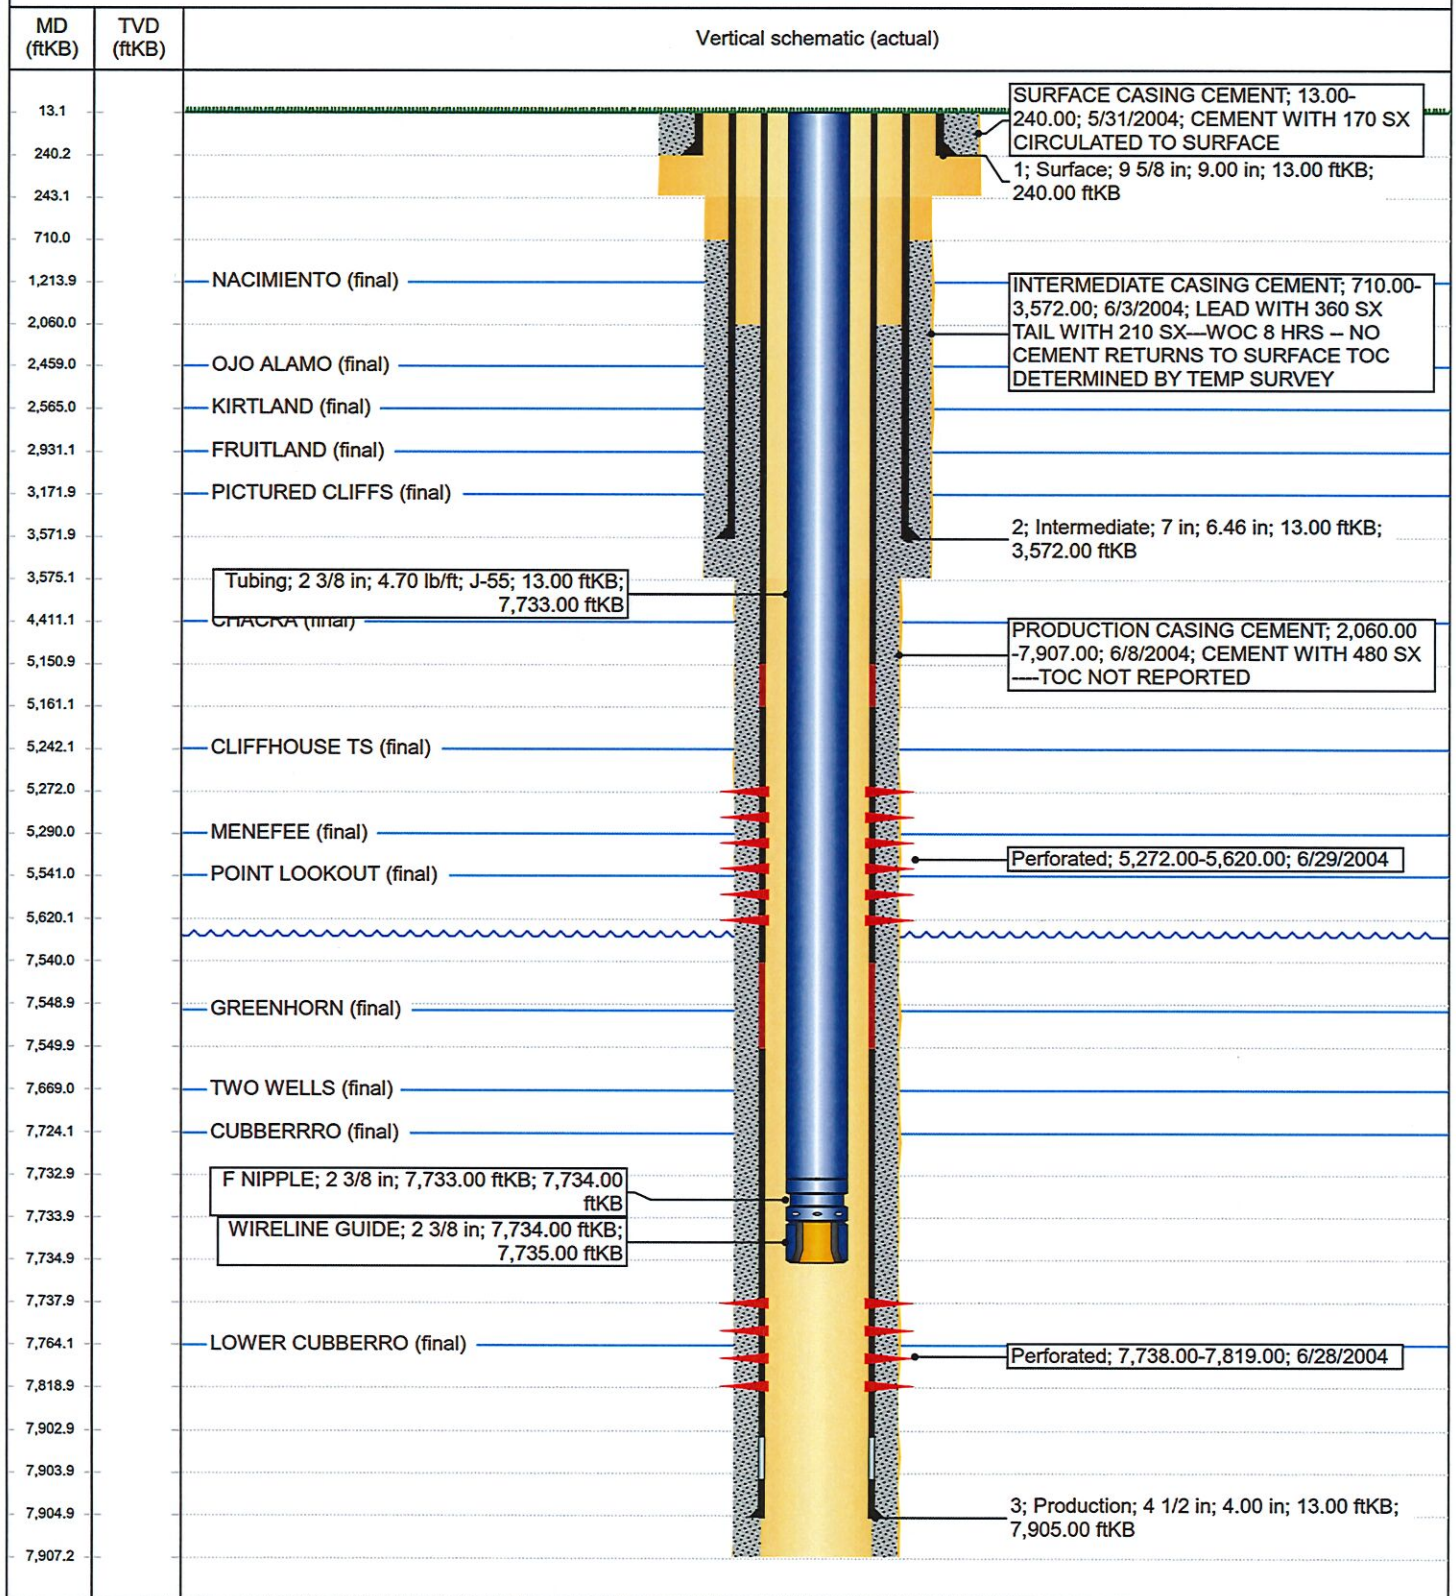 MD
(ftKB)
TVD
(ftKB)
Vertical schematic (actual)
13.1
240.2
243.1
710.0
1,213.9
2,060.0
2,459.0
2,565.0
2,931.1
3,171.9
3,571.9
3,575.1
4,411.1
5,150.9
5,161.1
5,242.1
5,272.0
5,290.0
5,541.0
5,620.1
7,540.0
7,548.9
7,549.9
7,669.0
7,724.1
7,732.9
7,733.9
7,734.9
7,737.9
7,764.1
7,818.9
7,902.9
7,903.9
7,904.9
7,907.2
NACIMIENTO (final)
OJO ALAMO (final)
KIRTLAND (final)
FRUITLAND (final)
PICTURED CLIFFS (final)
Tubing; 2 3/8 in; 4.70 lb/ft; J-55; 13.00 ftKB;
7,733.00 ftKB
CHACRA (final)
CLIFFHOUSE TS (final)
MENEFEE (final)
POINT LOOKOUT (final)
GREENHORN (final)
TWO WELLS (final)
CUBBERRRO (final)
F NIPPLE; 2 3/8 in; 7,733.00 ftKB; 7,734.00
ftKB
WIRELINE GUIDE; 2 3/8 in; 7,734.00 ftKB;
7,735.00 ftKB
LOWER CUBBERRO (final)
SURFACE CASING CEMENT; 13.00-
240.00; 5/31/2004; CEMENT WITH 170 SX
CIRCULATED TO SURFACE
1; Surface; 9 5/8 in; 9.00 in; 13.00 ftKB;
240.00 ftKB
INTERMEDIATE CASING CEMENT; 710.00-
3,572.00; 6/3/2004; LEAD WITH 360 SX
TAIL WITH 210 SX---WOC 8 HRS -- NO
CEMENT RETURNS TO SURFACE TOC
DETERMINED BY TEMP SURVEY
2; Intermediate; 7 in; 6.46 in; 13.00 ftKB;
3,572.00 ftKB
PRODUCTION CASING CEMENT; 2,060.00
-7,907.00; 6/8/2004; CEMENT WITH 480 SX
----TOC NOT REPORTED
Perforated; 5,272.00-5,620.00; 6/29/2004
Perforated; 7,738.00-7,819.00; 6/28/2004
3; Production; 4 1/2 in; 4.00 in; 13.00 ftKB;
7,905.00 ftKB